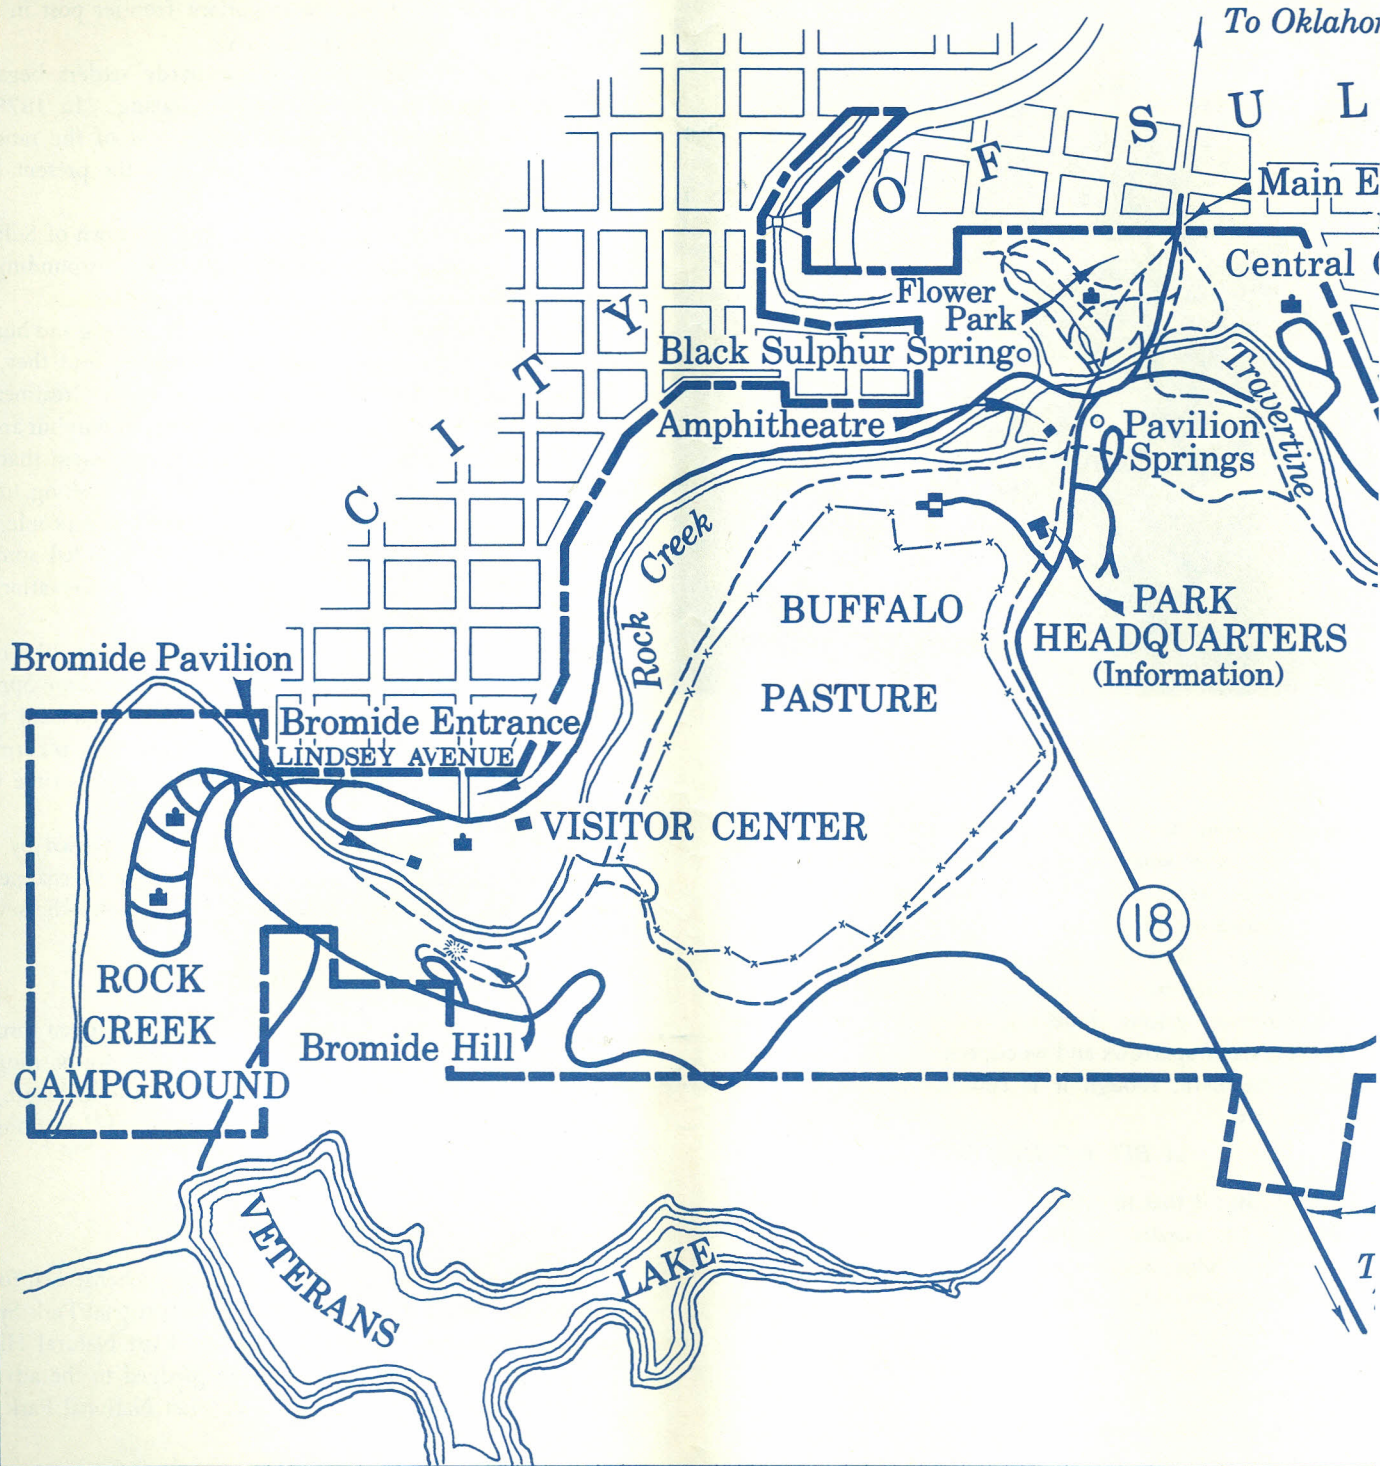 To Oklahom
CITY OF SUL
Main E
Central C
Flower
Park
Black Sulphur Spring
Amphitheatre
Travertine
Pavilion
Springs
Rock Creek
BUFFALO
PASTURE
PARK
HEADQUARTERS
(Information)
Bromide Pavilion
Bromide Entrance
LINDSEY AVENUE
VISITOR CENTER
18
ROCK
CREEK
CAMPGROUND
Bromide Hill
VETERANS
LAKE
T